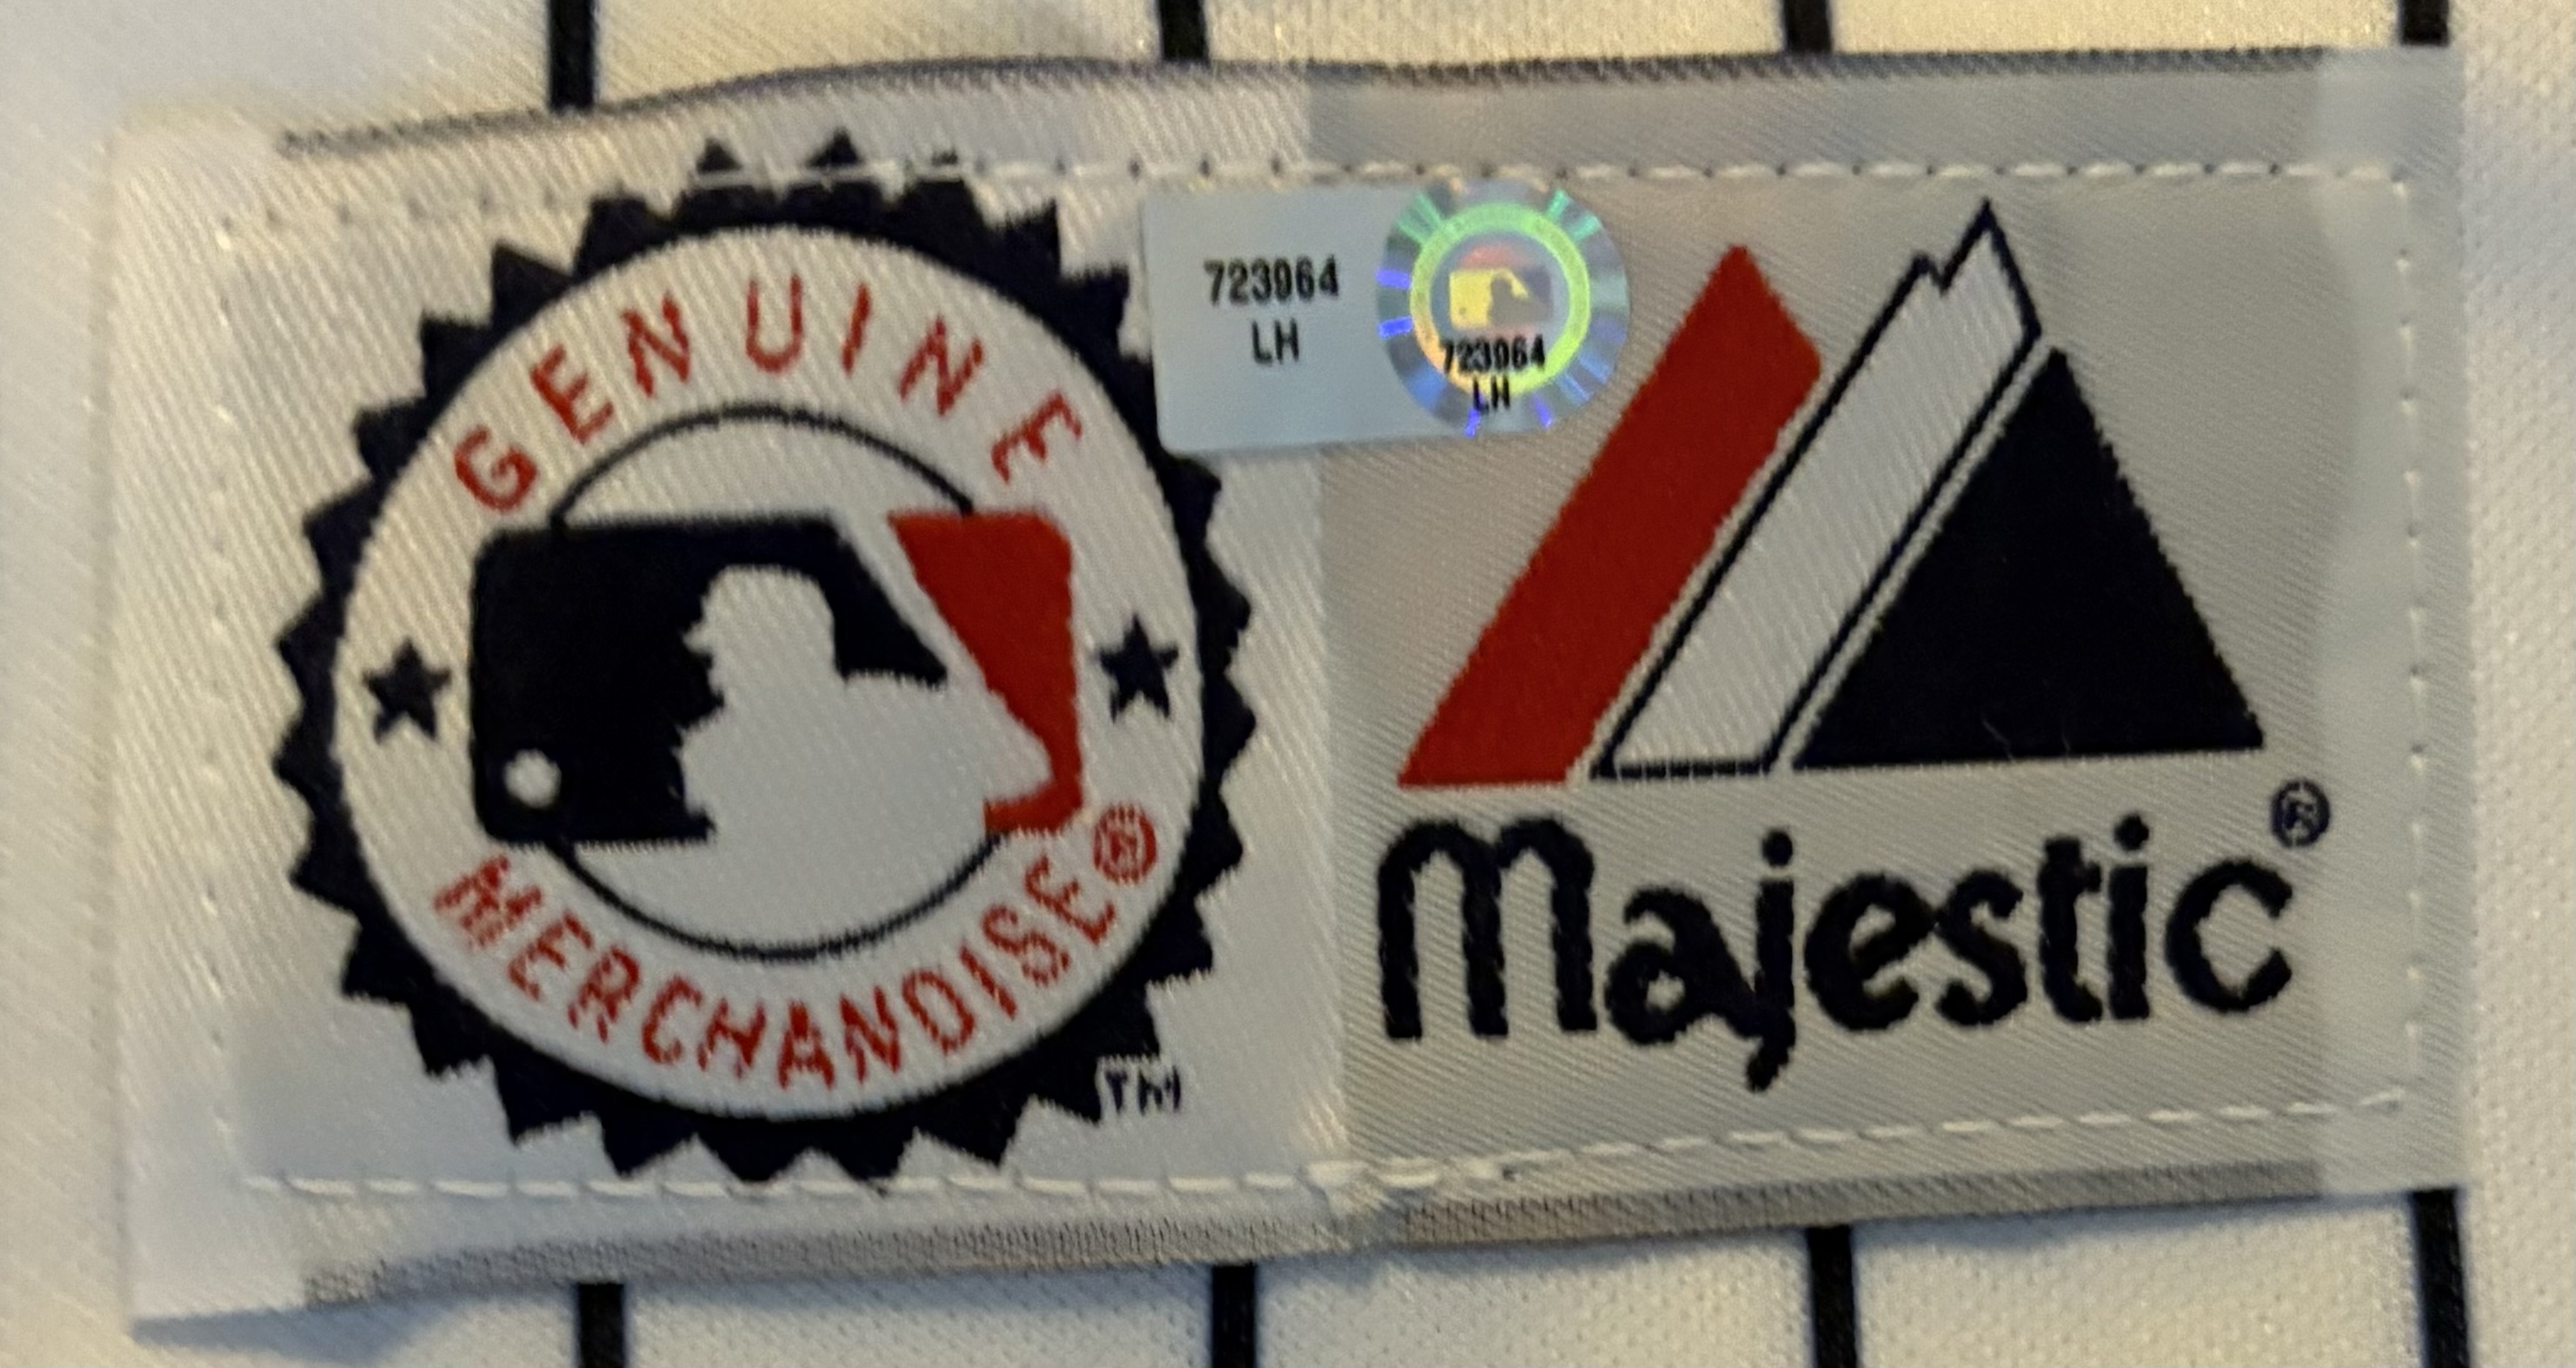 GENUINE
MERCHANDISE®
TM
723964
LH
723964
LH
Majestic®